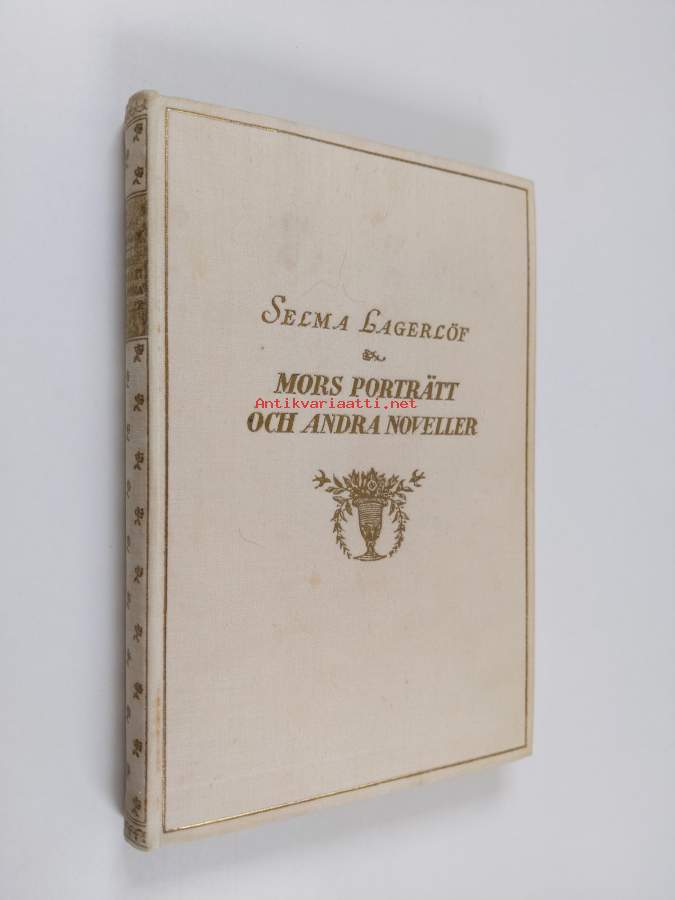 SELMA LAGERLÖF
MORS PORTRÄTT
Antikvariaatti.net
OCH ANDRA NOVELLER